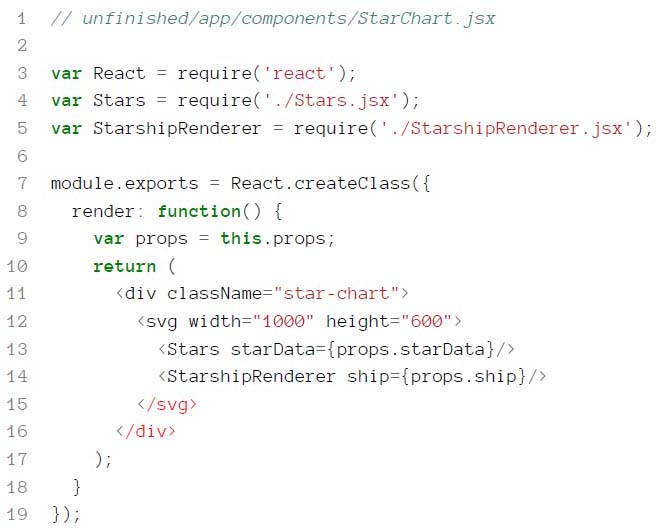 1 // unfinished/app/components/StarChart.jsx
2
3 var React = require('react');
4 var Stars = require('./Stars.jsx');
5 var StarshipRenderer = require('./StarshipRenderer.jsx');
6
7 module.exports = React.createClass({
8   render: function() {
9     var props = this.props;
10     return (
11       <div className="star-chart">
12         <svg width="1000" height="600">
13           <Stars starData={props.starData}/>
14           <StarshipRenderer ship={props.ship}/>
15         </svg>
16       </div>
17     );
18   }
19 });